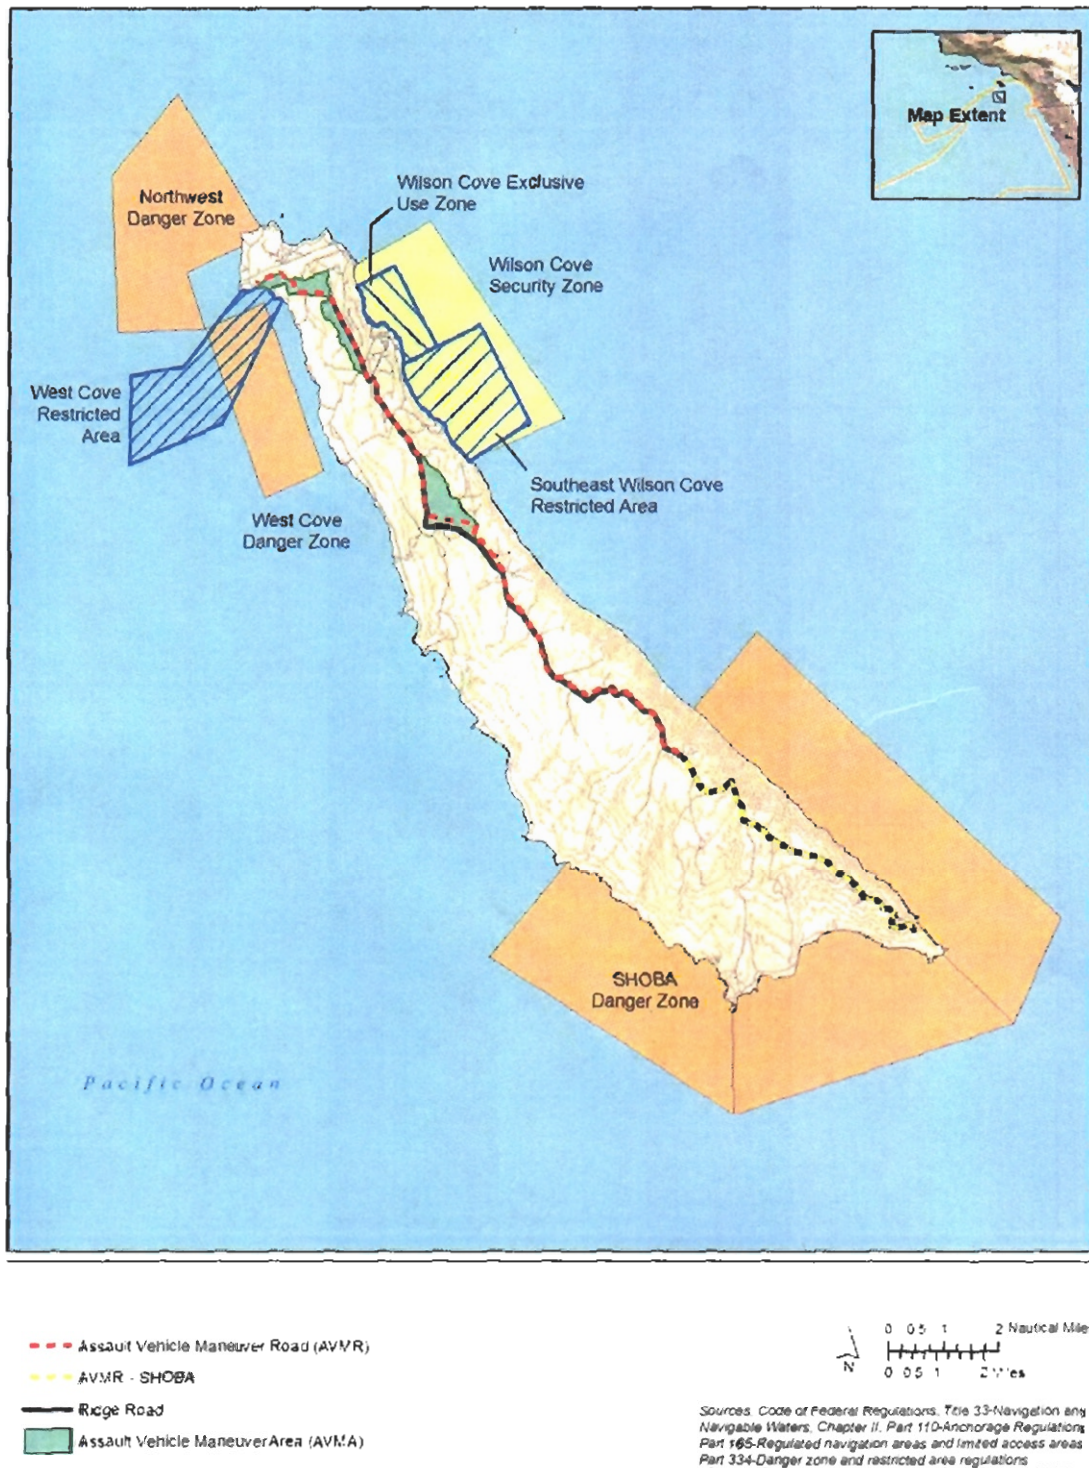 Map Extent
Northwest
Danger Zone
Wilson Cove Exclusive
Use Zone
Wilson Cove
Security Zone
West Cove
Restricted
Area
Southeast Wilson Cove
Restricted Area
West Cove
Danger Zone
SHOBA
Danger Zone
Pacific Ocean
Assault Vehicle Maneuver Road (AVMR)
AVMR - SHOBA
Ridge Road
Assault Vehicle Maneuver Area (AVMA)
N
0 0.5 1 2 Nautical Mile
0 0.5 1 2 Miles
Sources: Code of Federal Regulations, Title 33-Navigation and
Navigable Waters, Chapter II, Part 110-Anchorage Regulations
Part 165-Regulated navigation areas and limited access areas
Part 334-Danger zone and restricted area regulations